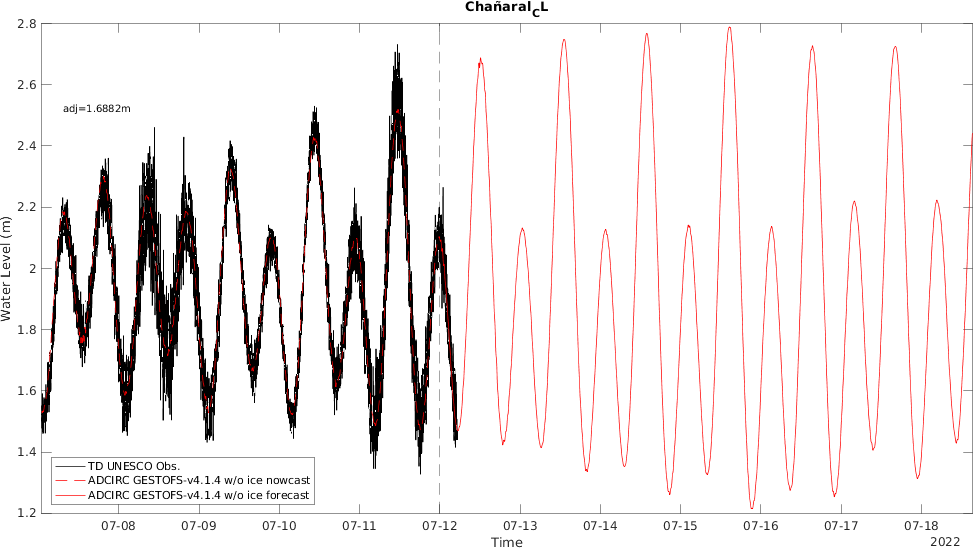 Chañaral_CL
2.8
2.6
2.4
2.2
2
1.8
1.6
1.4
1.2
Water Level (m)
adj=1.6882m
TD UNESCO Obs.
ADCIRC GESTOFS-v4.1.4 w/o ice nowcast
ADCIRC GESTOFS-v4.1.4 w/o ice forecast
07-08 07-09 07-10 07-11 07-12 07-13 07-14 07-15 07-16 07-17 07-18
Time
2022